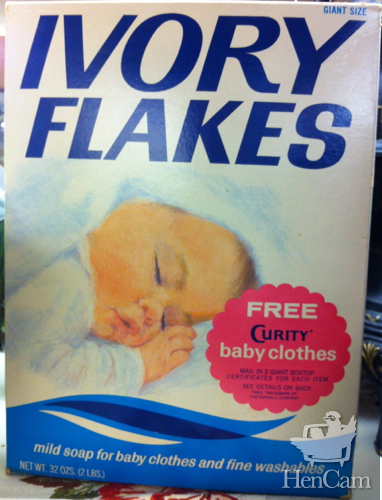 GIANT SIZE
IVORY
FLAKES
FREE
CURITY
baby clothes
MAIL IN 2 GIANT BOXTOP
CERTIFICATES FOR EACH ITEM
SEE DETAILS ON BACK
mild soap for baby clothes and fine washables
NET WT. 32 OZS. (2 LBS.)
HenCam